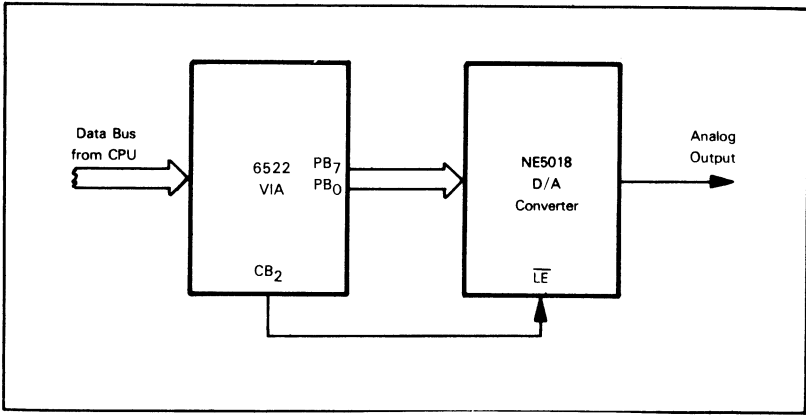 Data Bus
from CPU
6522
VIA
PB7
PB0
CB2
NE5018
D/A
Converter
LE
Analog
Output